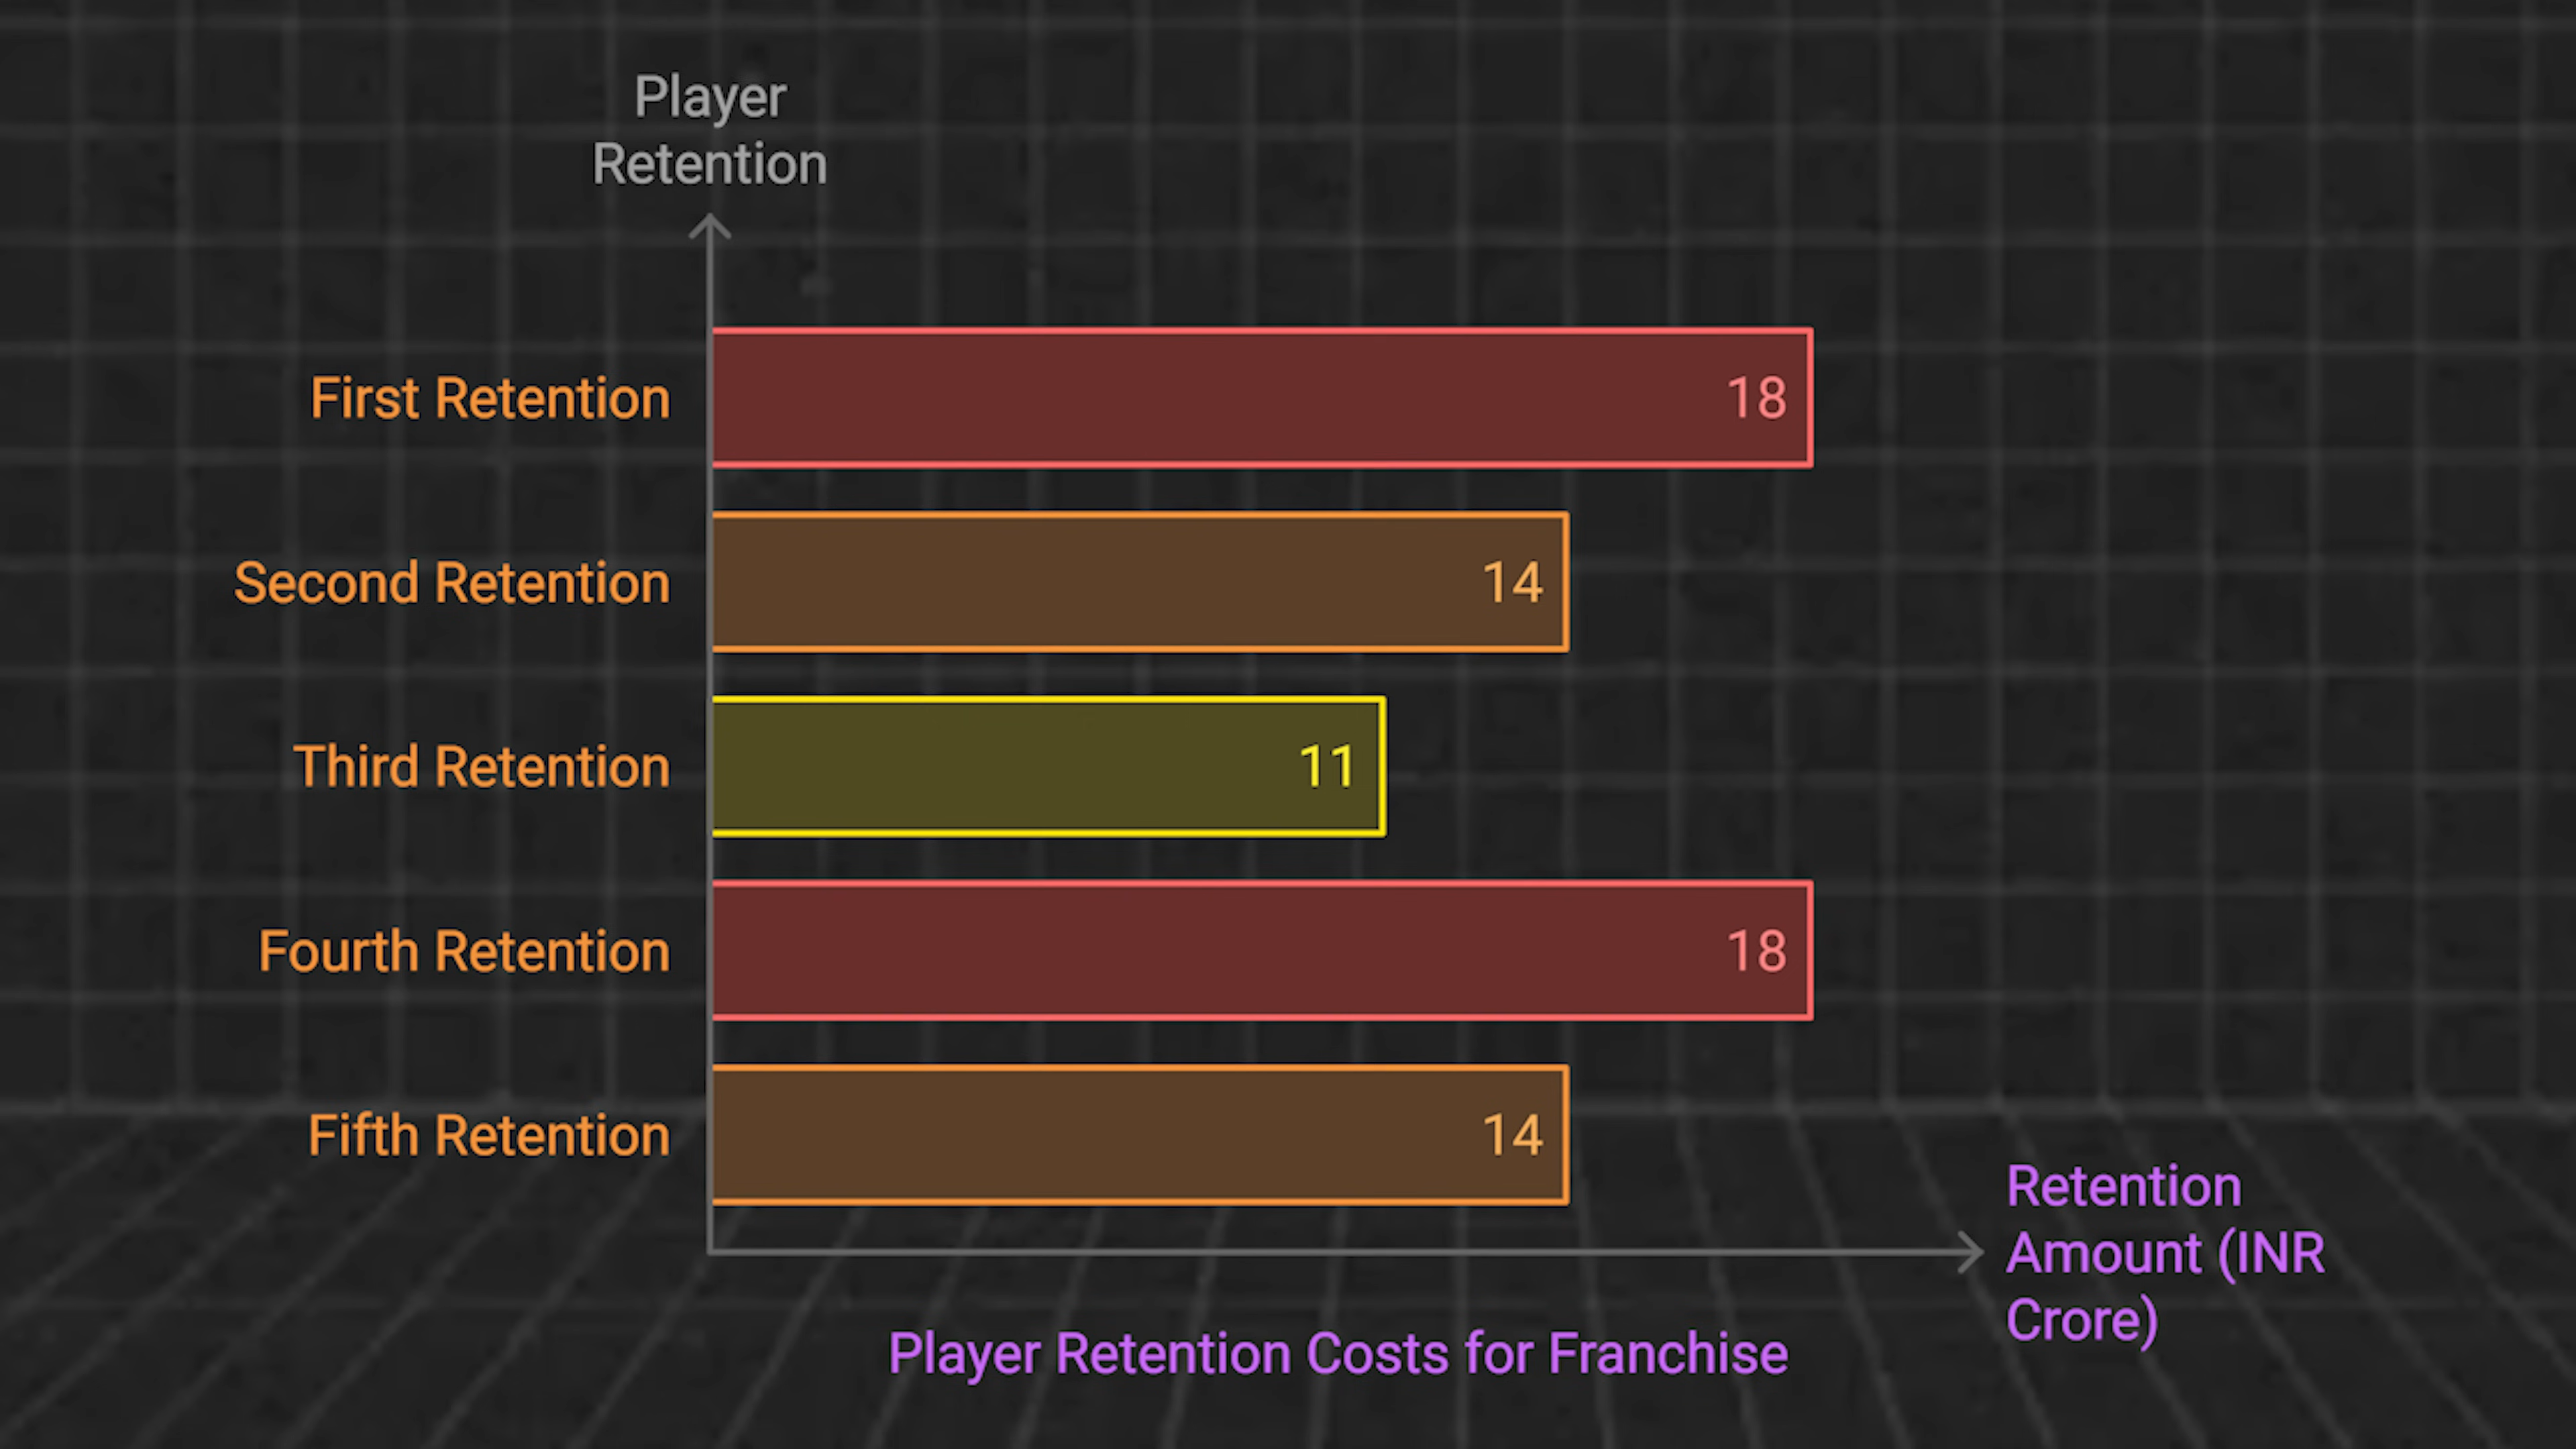 Player
Retention
First Retention
18
Second Retention
14
Third Retention
11
Fourth Retention
18
Fifth Retention
14
Retention
Amount (INR
Crore)
Player Retention Costs for Franchise